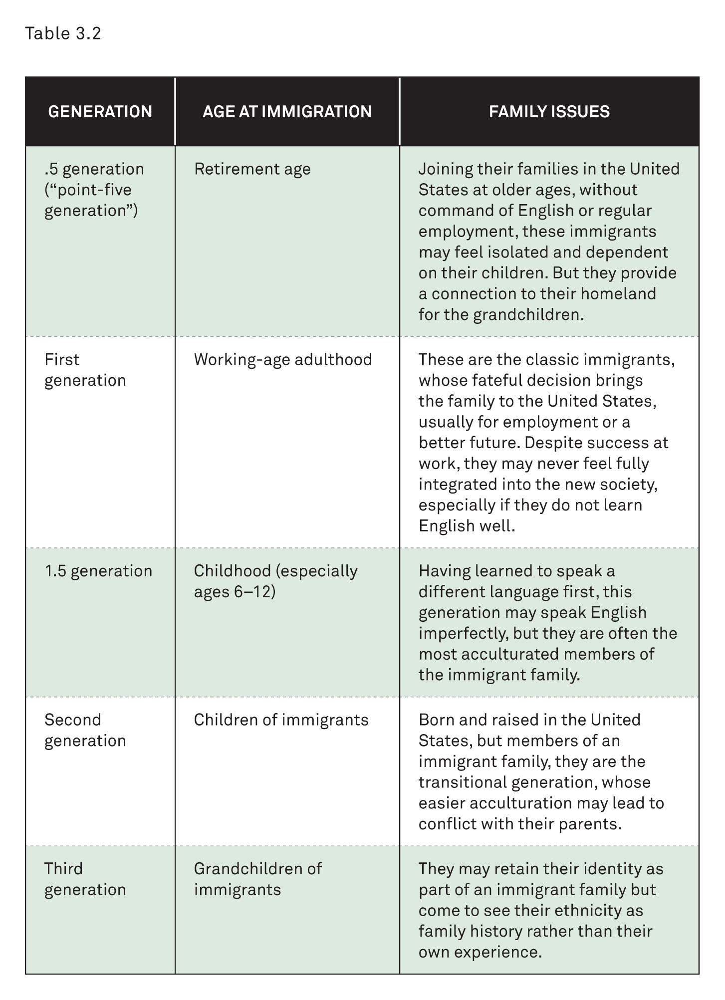 Table 3.2
GENERATION
AGE AT IMMIGRATION
FAMILY ISSUES
.5 generation
(“point-five
generation”)
Retirement age
Joining their families in the United
States at older ages, without
command of English or regular
employment, these immigrants
may feel isolated and dependent
on their children. But they provide
a connection to their homeland
for the grandchildren.
First
generation
Working-age adulthood
These are the classic immigrants,
whose fateful decision brings
the family to the United States,
usually for employment or a
better future. Despite success at
work, they may never feel fully
integrated into the new society,
especially if they do not learn
English well.
1.5 generation
Childhood (especially
ages 6–12)
Having learned to speak a
different language first, this
generation may speak English
imperfectly, but they are often the
most acculturated members of
the immigrant family.
Second
generation
Children of immigrants
Born and raised in the United
States, but members of an
immigrant family, they are the
transitional generation, whose
easier acculturation may lead to
conflict with their parents.
Third
generation
Grandchildren of
immigrants
They may retain their identity as
part of an immigrant family but
come to see their ethnicity as
family history rather than their
own experience.